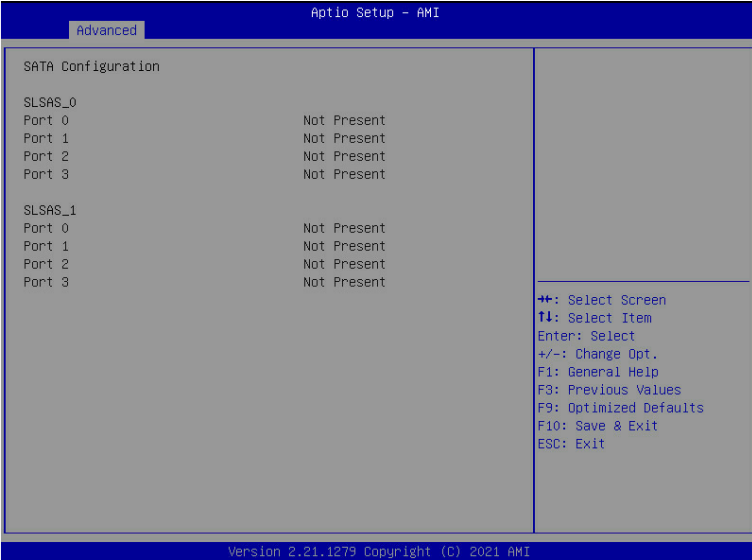 Aptio Setup – AMI
Advanced
SATA Configuration
SLSAS_0
Port 0 Not Present
Port 1 Not Present
Port 2 Not Present
Port 3 Not Present
SLSAS_1
Port 0 Not Present
Port 1 Not Present
Port 2 Not Present
Port 3 Not Present
→←: Select Screen
↑↓: Select Item
Enter: Select
+/-: Change Opt.
F1: General Help
F3: Previous Values
F9: Optimized Defaults
F10: Save & Exit
ESC: Exit
Version 2.21.1279 Copyright (C) 2021 AMI